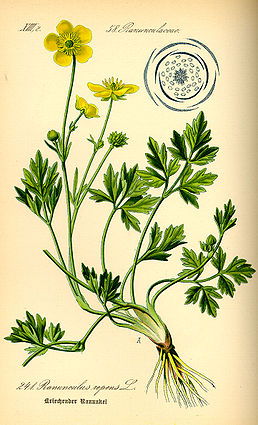 XIII, 2. 58. Ranunculaceae.
A
241. Ranunculus repens L.
Kriechender Ranunkel